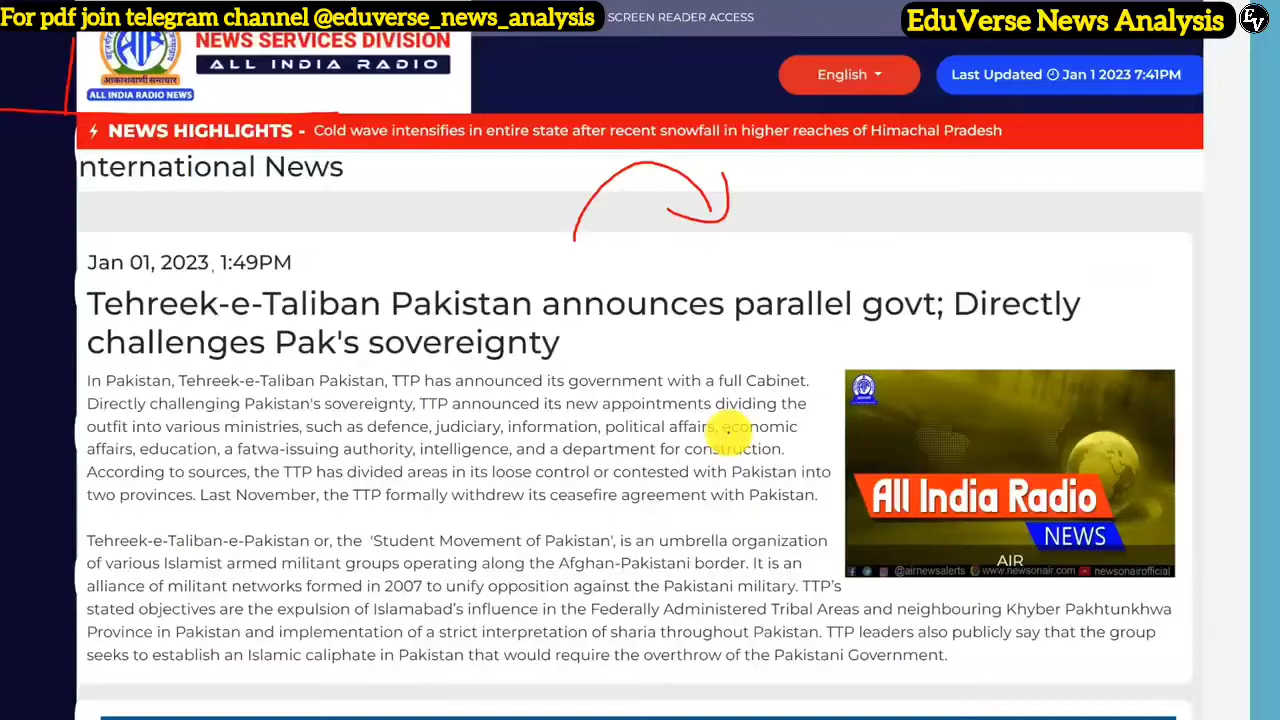 For pdf join telegram channel @eduverse_news_analysis
SCREEN READER ACCESS
EduVerse News Analysis
EV
NEWS SERVICES DIVISION
ALL INDIA RADIO
आकाशवाणी समाचार
ALL INDIA RADIO NEWS
English
Last Updated Jan 1 2023 7:41PM
NEWS HIGHLIGHTS - Cold wave intensifies in entire state after recent snowfall in higher reaches of Himachal Pradesh
nternational News
Jan 01, 2023 , 1:49PM
Tehreek-e-Taliban Pakistan announces parallel govt; Directly
challenges Pak's sovereignty
In Pakistan, Tehreek-e-Taliban Pakistan, TTP has announced its government with a full Cabinet.
Directly challenging Pakistan's sovereignty, TTP announced its new appointments dividing the
outfit into various ministries, such as defence, judiciary, information, political affairs, economic
affairs, education, a fatwa-issuing authority, intelligence, and a department for construction.
According to sources, the TTP has divided areas in its loose control or contested with Pakistan into
two provinces. Last November, the TTP formally withdrew its ceasefire agreement with Pakistan.
Tehreek-e-Taliban-e-Pakistan or, the 'Student Movement of Pakistan', is an umbrella organization
of various Islamist armed militant groups operating along the Afghan-Pakistani border. It is an
alliance of militant networks formed in 2007 to unify opposition against the Pakistani military. TTP's
stated objectives are the expulsion of Islamabad's influence in the Federally Administered Tribal Areas and neighbouring Khyber Pakhtunkhwa
Province in Pakistan and implementation of a strict interpretation of sharia throughout Pakistan. TTP leaders also publicly say that the group
seeks to establish an Islamic caliphate in Pakistan that would require the overthrow of the Pakistani Government.
All India Radio
NEWS
AIR
@airnewsalerts www.newsonair.com newsonairofficial